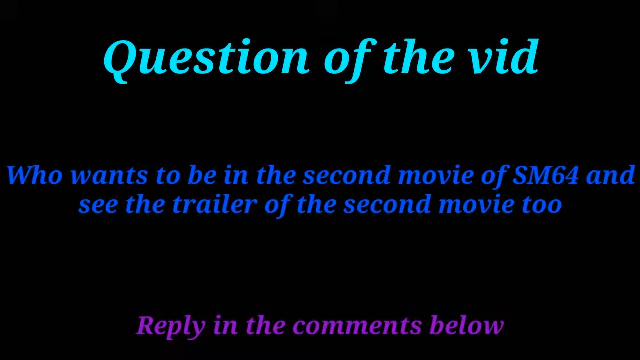 Question of the vid
Who wants to be in the second movie of SM64 and
see the trailer of the second movie too
Reply in the comments below